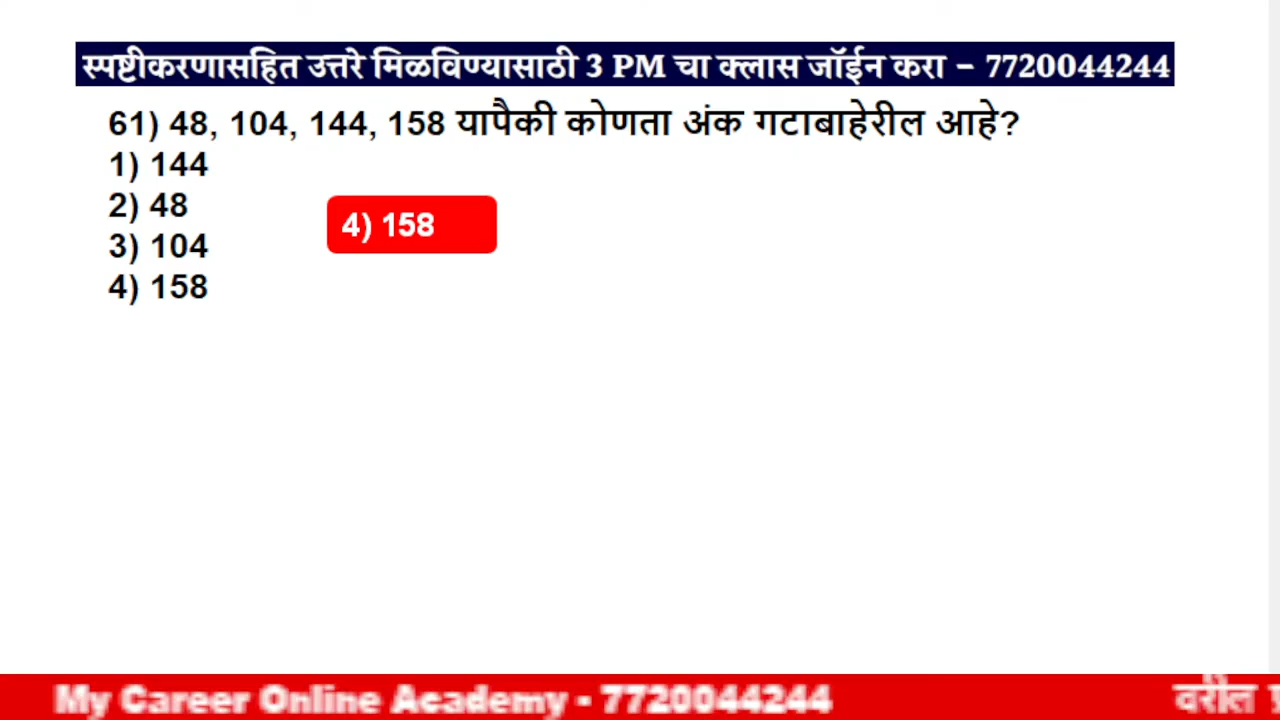 स्पष्टीकरणासहित उत्तरे मिळविण्यासाठी 3 PM चा क्लास जॉईन करा – 7720044244
61) 48, 104, 144, 158 यापैकी कोणता अंक गटाबाहेरील आहे?
1) 144
2) 48
4) 158
3) 104
4) 158
My Career Online Academy - 7720044244
वरील